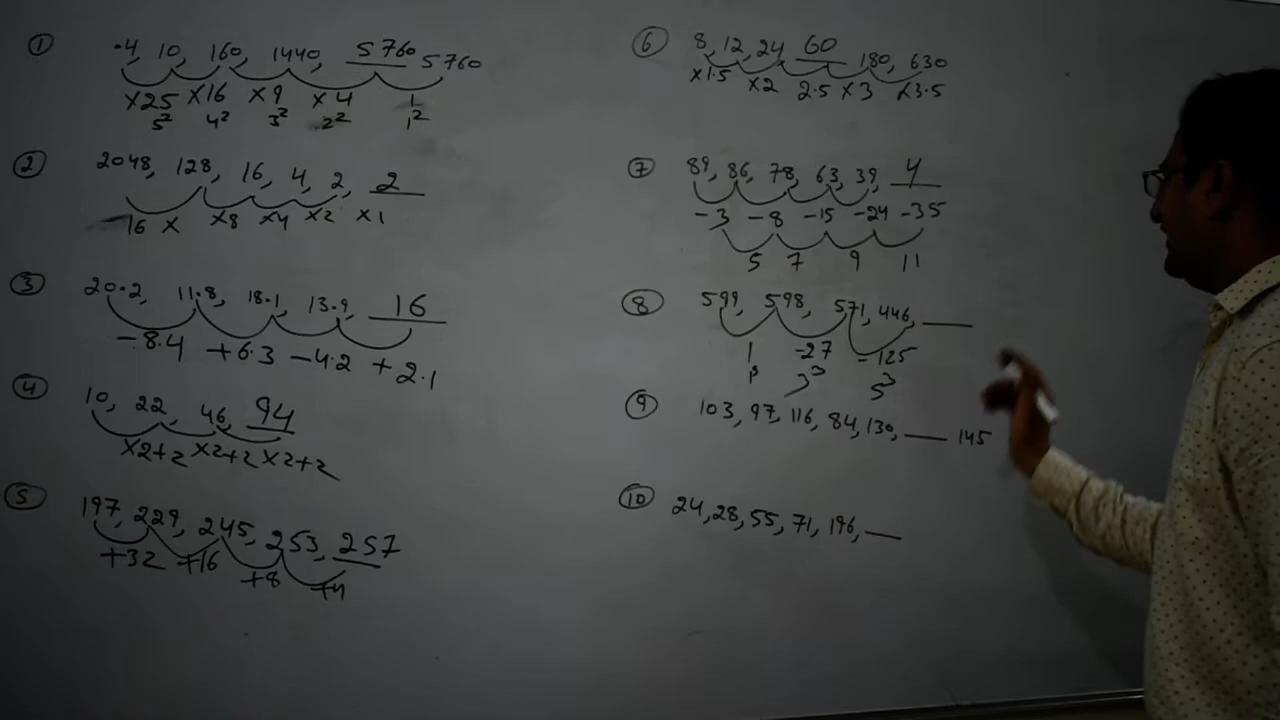 ① .4, 10, 160, 1440, 5760 5760
×25 ×16 ×9 ×4 1
5² 4² 3² 2² 1²
② 2048, 128, 16, 4, 2, 2
16 × ×8 ×4 ×2 ×1
③ 20.2, 11.8, 18.1, 13.9, 16
-8.4 +6.3 -4.2 +2.1
④ 10, 22, 46, 94
×2+2 ×2+2 ×2+2
⑤ 197, 229, 245, 253, 257
+32 +16 +8 +4
⑥ 8, 12, 24, 60 180, 630
×1.5 ×2 2.5 ×3 ×3.5
⑦ 89, 86, 78, 63, 39, 4
-3 -8 -15 -24 -35
5 7 9 11
⑧ 599, 598, 571, 446, ___
1 -27 -125
1³ 3³ 5³
⑨ 103, 97, 116, 84, 130, ___ 145
⑩ 24, 28, 55, 71, 196, ___